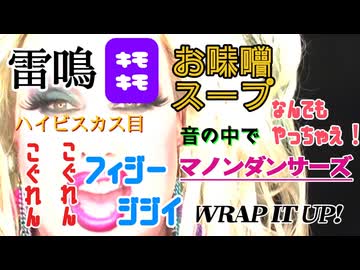 雷鳴
キモ
キモ
お味噌
スープ
なんでも
やっちゃえ！
ハイビスカス目
音の中で
こぐれん
こぐれん
フィジー
ジジイ
マノンダンサーズ
WRAP IT UP!